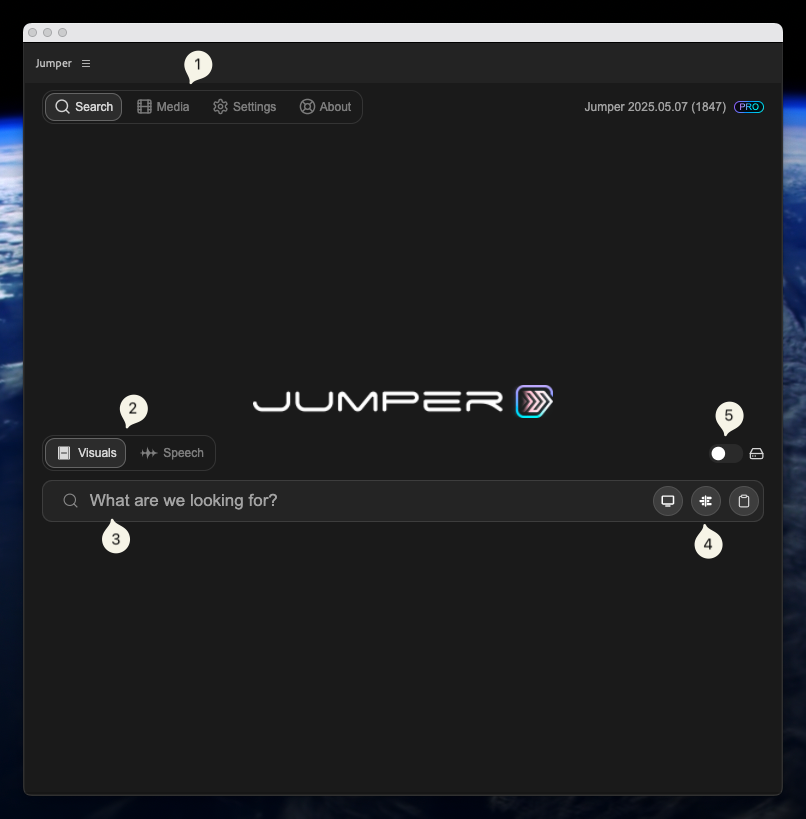 Jumper
1
Search Media Settings About
Jumper 2025.05.07 (1847) PRO
JUMPER
2
5
Visuals Speech
What are we looking for?
3
4